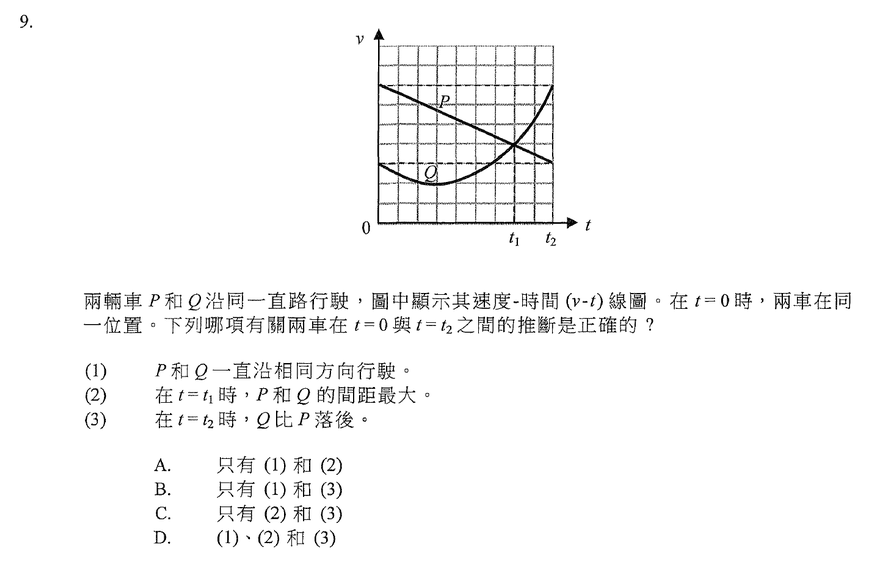 9.
v
P
Q
0
t₁
t₂
t
兩輛車 P 和 Q 沿同一直路行駛，圖中顯示其速度-時間 (v-t) 線圖。在 t = 0 時，兩車在同
一位置。下列哪項有關兩車在 t = 0 與 t = t₂ 之間的推斷是正確的？
(1) P 和 Q 一直沿相同方向行駛。
(2) 在 t = t₁ 時，P 和 Q 的間距最大。
(3) 在 t = t₂ 時，Q 比 P 落後。
A. 只有 (1) 和 (2)
B. 只有 (1) 和 (3)
C. 只有 (2) 和 (3)
D. (1)、(2) 和 (3)